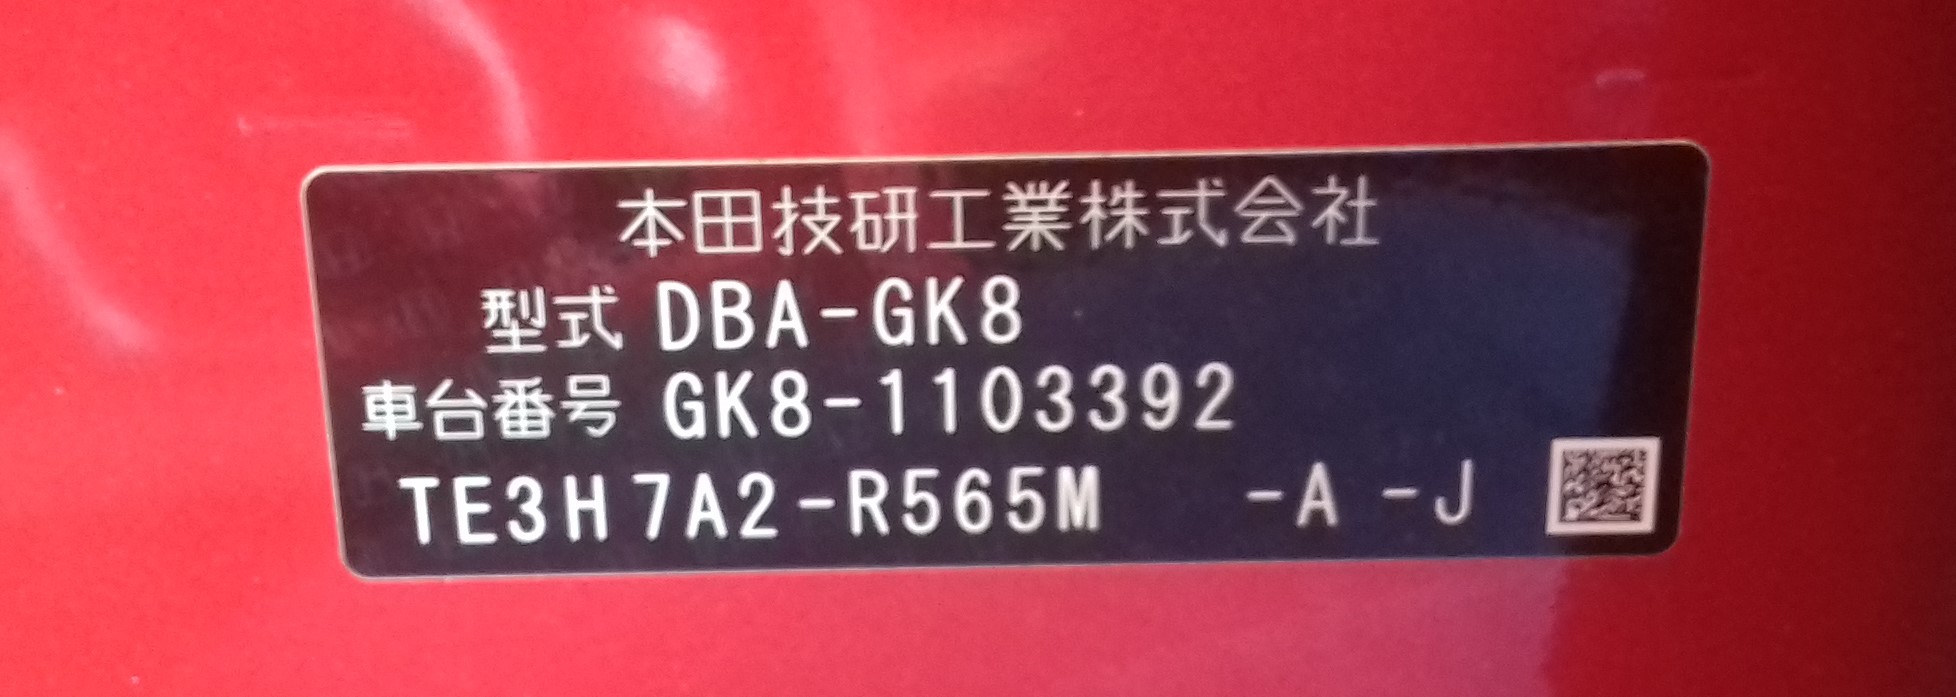 本田技研工業株式会社
型式 DBA-GK8
車台番号 GK8-1103392
TE3H7A2-R565M -A -J